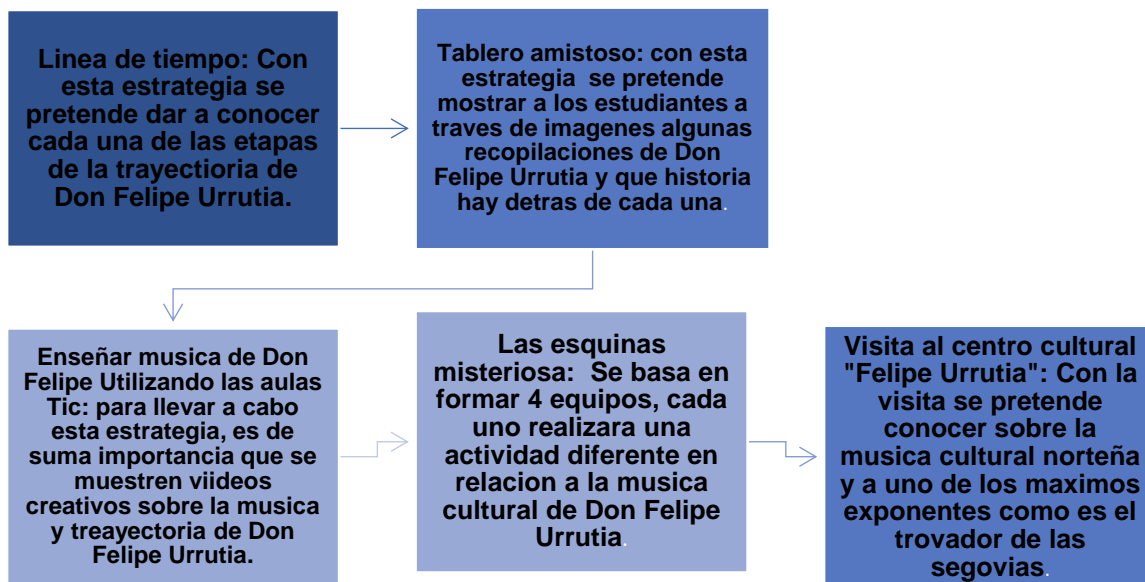 Linea de tiempo: Con
esta estrategia se
pretende dar a conocer
cada una de las etapas
de la trayectioria de
Don Felipe Urrutia.
Tablero amistoso: con esta
estrategia se pretende
mostrar a los estudiantes a
traves de imagenes algunas
recopilaciones de Don
Felipe Urrutia y que historia
hay detras de cada una.
Enseñar musica de Don
Felipe Utilizando las aulas
Tic: para llevar a cabo
esta estrategia, es de
suma importancia que se
muestren viideos
creativos sobre la musica
y treayectoria de Don
Felipe Urrutia.
Las esquinas
misteriosa: Se basa en
formar 4 equipos, cada
uno realizara una
actividad diferente en
relacion a la musica
cultural de Don Felipe
Urrutia.
Visita al centro cultural
"Felipe Urrutia": Con la
visita se pretende
conocer sobre la
musica cultural norteña
y a uno de los maximos
exponentes como es el
trovador de las
segovias.